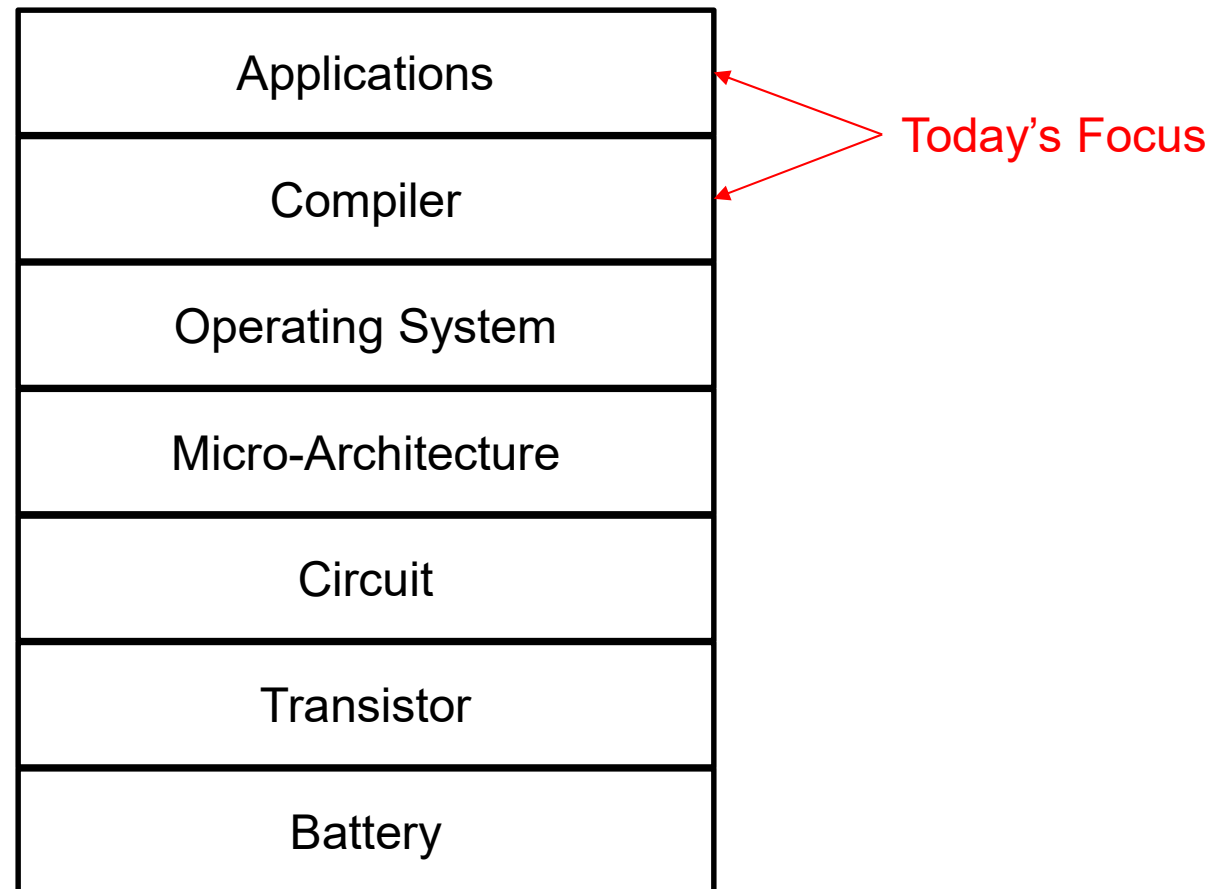 Applications
Today’s Focus
Compiler
Operating System
Micro-Architecture
Circuit
Transistor
Battery